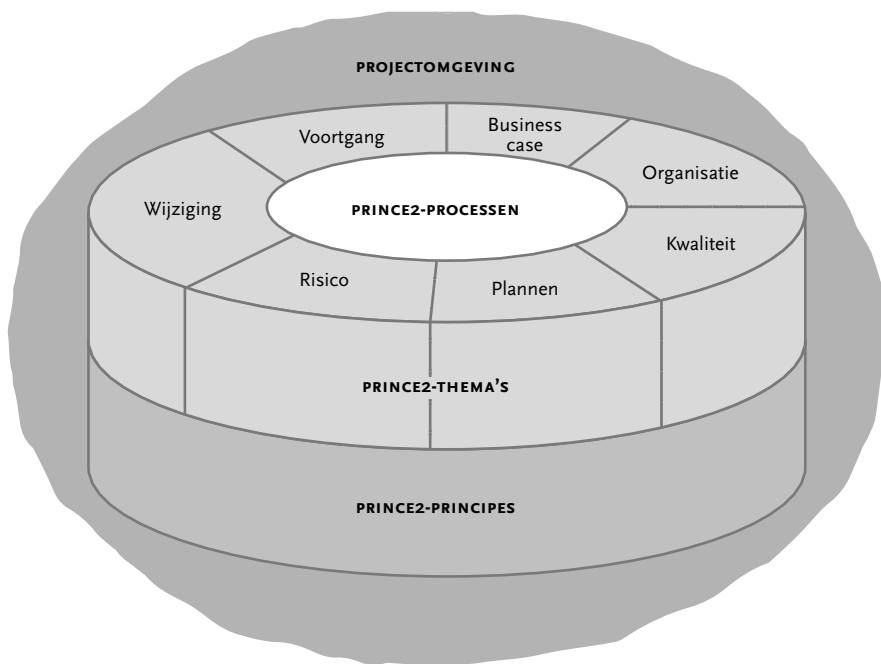 PROJECTOMGEVING
Voortgang
Business
case
Organisatie
Wijziging
PRINCE2-PROCESSEN
Kwaliteit
Risico
Plannen
PRINCE2-THEMA'S
PRINCE2-PRINCIPES